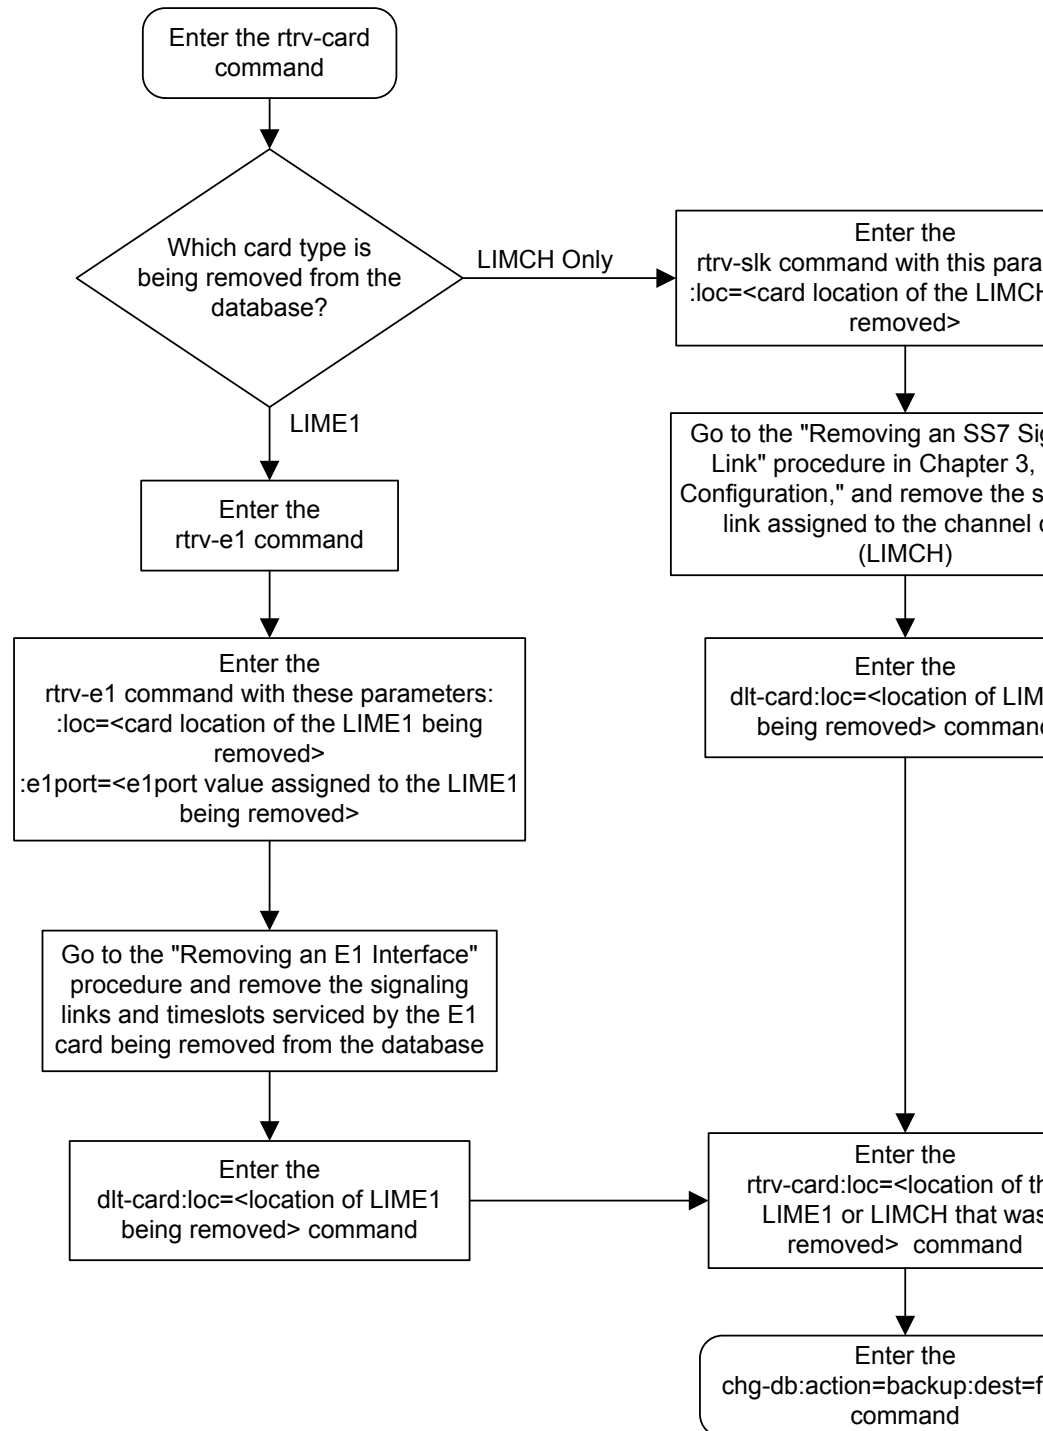 Enter the rtrv-card
command
Which card type is
being removed from the
database?
LIMCH Only
LIME1
Enter the
rtrv-e1 command
Enter the
rtrv-e1 command with these parameters:
:loc=<card location of the LIME1 being
removed>
:e1port=<e1port value assigned to the LIME1
being removed>
Go to the "Removing an E1 Interface"
procedure and remove the signaling
links and timeslots serviced by the E1
card being removed from the database
Enter the
dlt-card:loc=<location of LIME1
being removed> command
Enter the
rtrv-slk command with this
:loc=<card location of the
removed>
Go to the "Removing an SS7
Link" procedure in Chapter 3,
Configuration," and remove the
link assigned to the channel
(LIMCH)
Enter the
dlt-card:loc=<location of
being removed>
Enter the
rtrv-card:loc=<location of
LIME1 or LIMCH that was
removed> command
Enter the
chg-db:action=backup:dest=
command